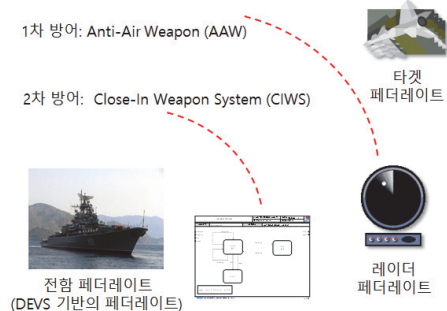 1차 방어: Anti-Air Weapon (AAW)
2차 방어: Close-In Weapon System (CIWS)
타겟
페더레이트
전함 페더레이트
(DEVS 기반의 페더레이트)
레이더
페더레이트